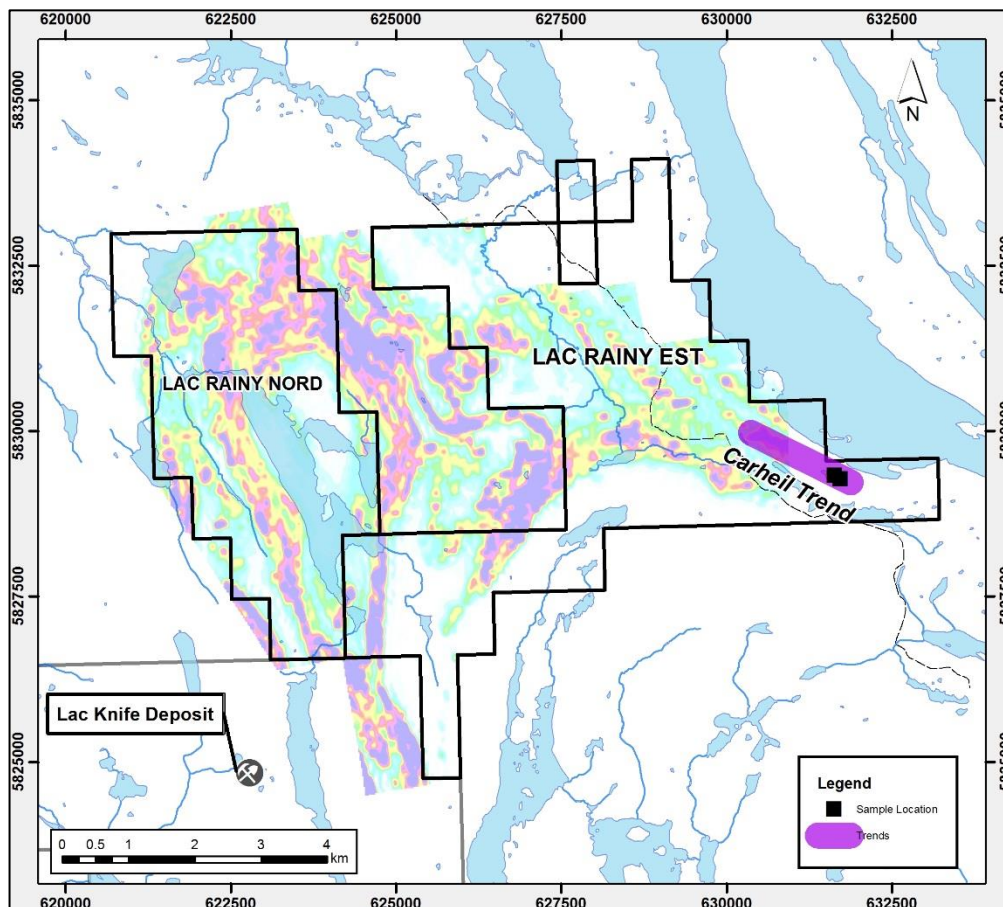 620000 622500 625000 627500 630000 632500
5835000
N
5832500
LAC RAINY EST
LAC RAINY NORD
5830000
Carheil Trend
5827500
Lac Knife Deposit
5825000
Legend
Sample Location
Trends
0 0.5 1 2 3 4
km
620000 622500 625000 627500 630000 632500